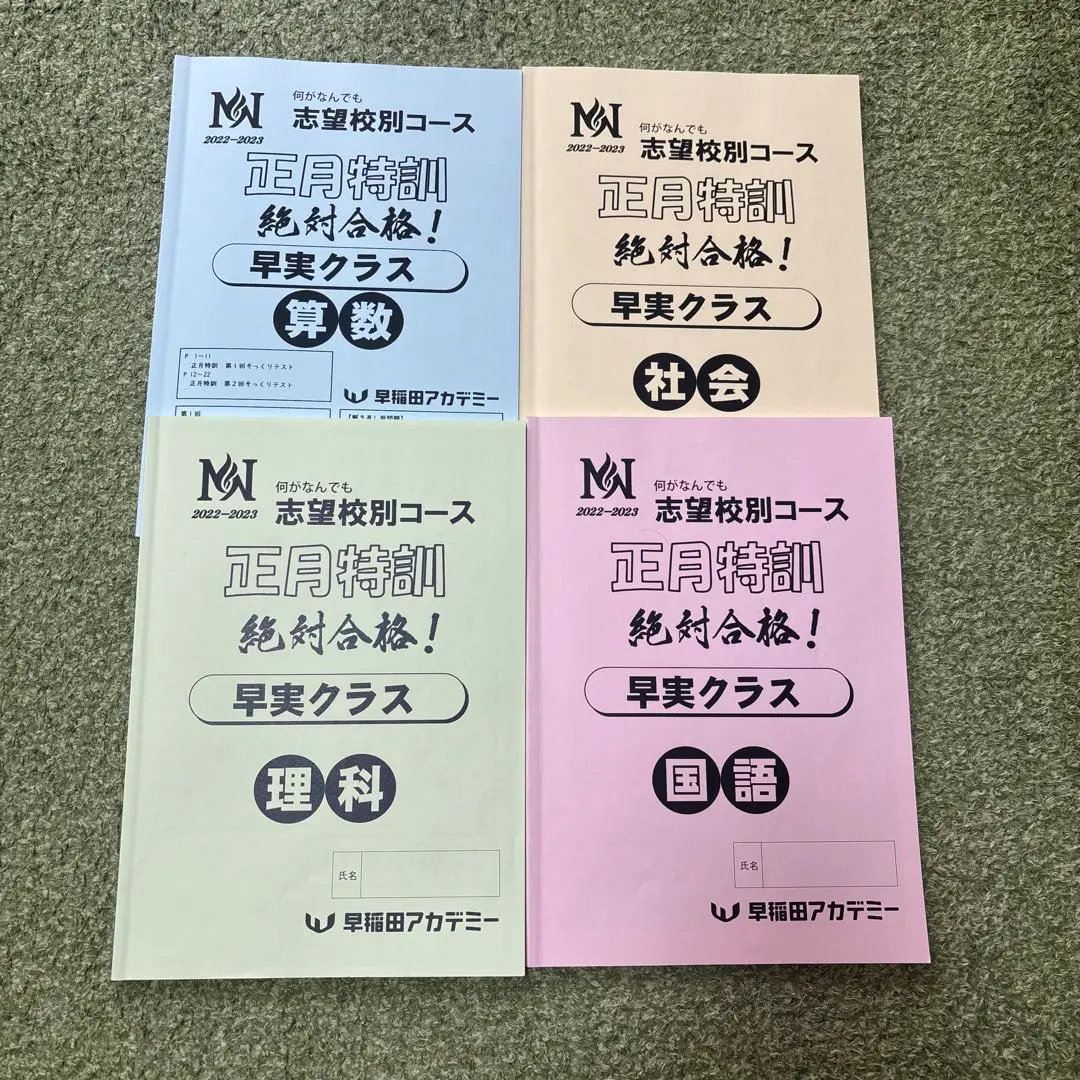 NN
2022-2023
何がなんでも
志望校別コース
正月特訓
絶対合格!
早実クラス
算数
P 1~11
正月特訓 第1回そっくりテスト
P 12~22
正月特訓 第2回そっくりテスト
早稲田アカデミー
第1回
NN
2022-2023
何がなんでも
志望校別コース
正月特訓
絶対合格!
早実クラス
社会
NN
2022-2023
何がなんでも
志望校別コース
正月特訓
絶対合格!
早実クラス
理科
氏名
早稲田アカデミー
NN
2022-2023
何がなんでも
志望校別コース
正月特訓
絶対合格!
早実クラス
国語
氏名
早稲田アカデミー